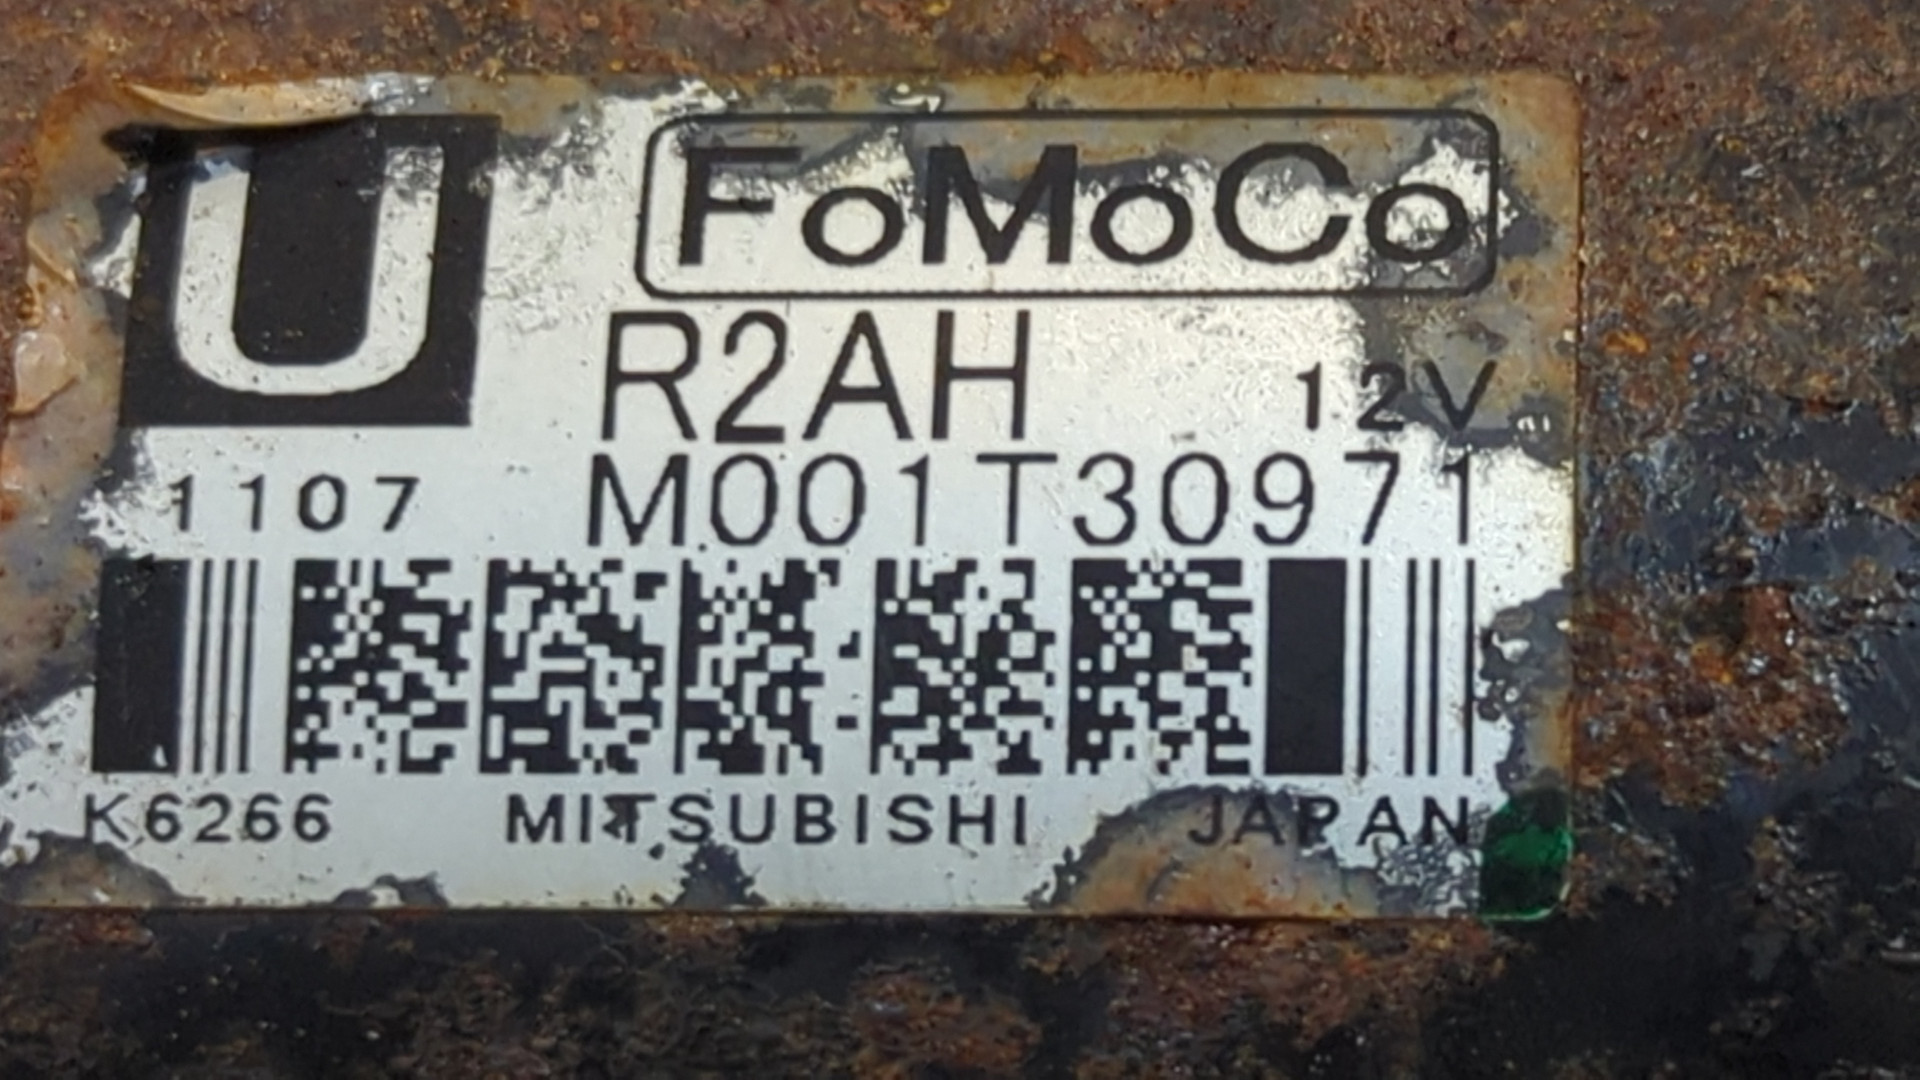 U
FoMoCo
R2AH 12V
1107 M001T30971
K6266 MITSUBISHI JAPAN